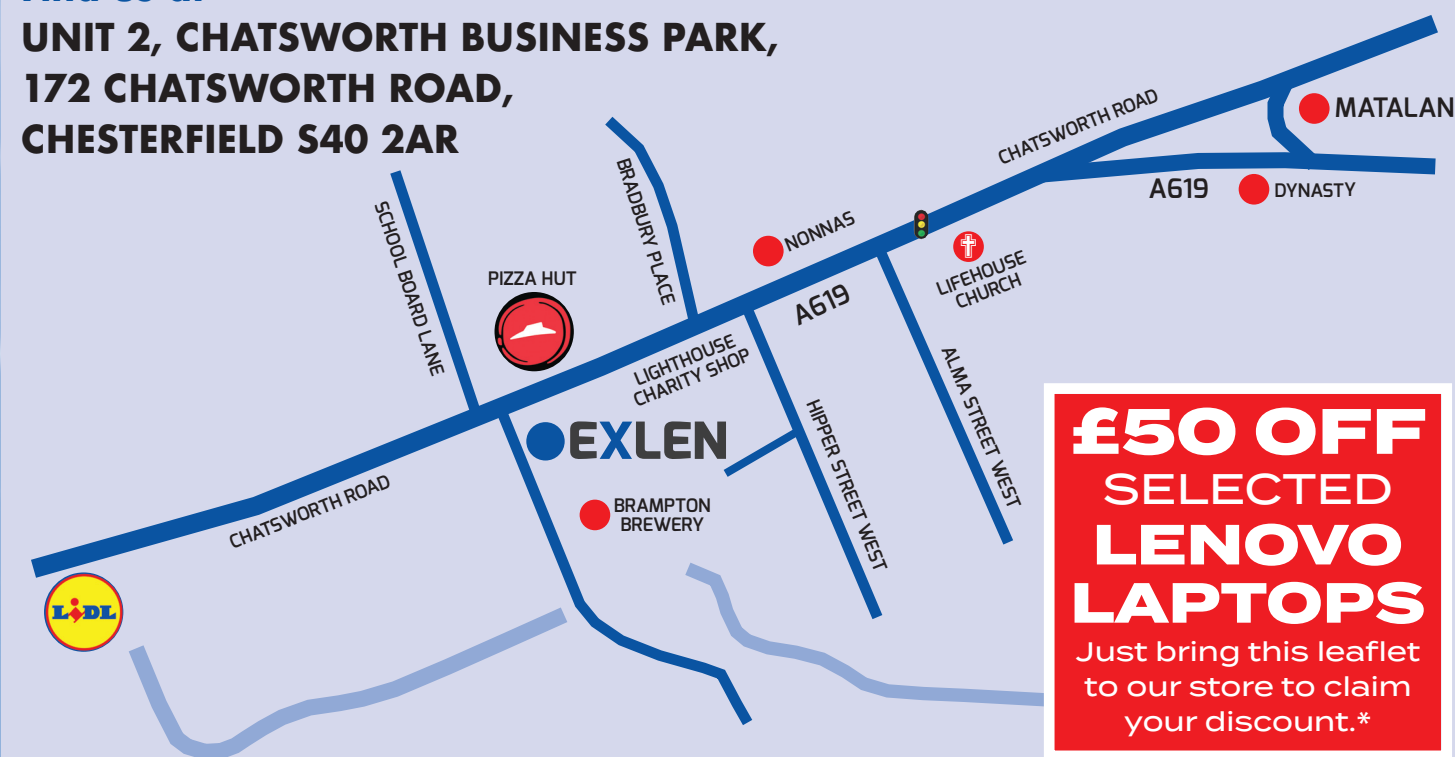 UNIT 2, CHATSWORTH BUSINESS PARK,
172 CHATSWORTH ROAD,
CHESTERFIELD S40 2AR
MATALAN
CHATSWORTH ROAD
A619
DYNASTY
SCHOOL BOARD LANE
BRADBURY PLACE
NONNAS
PIZZA HUT
A619
LIFEHOUSE
CHURCH
LIGHTHOUSE
CHARITY SHOP
ALMA STREET WEST
EXLEN
HIPPER STREET WEST
BRAMPTON
BREWERY
CHATSWORTH ROAD
LIDL
£50 OFF
SELECTED
LENOVO
LAPTOPS
Just bring this leaflet
to our store to claim
your discount.*